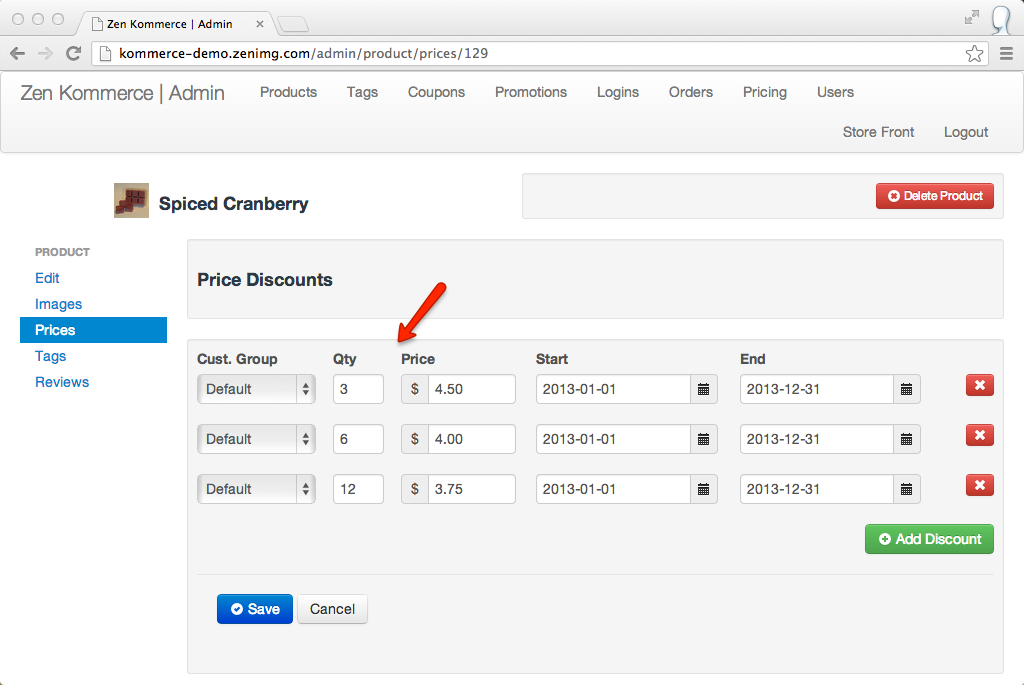 Zen Kommerce | Admin
kommerce-demo.zenimg.com/admin/product/prices/129
Zen Kommerce | Admin Products Tags Coupons Promotions Logins Orders Pricing Users
Store Front Logout
Spiced Cranberry
Delete Product
PRODUCT
Edit
Images
Prices
Tags
Reviews
Price Discounts
Cust. Group Qty Price Start End
Default 3 $ 4.50 2013-01-01 2013-12-31
Default 6 $ 4.00 2013-01-01 2013-12-31
Default 12 $ 3.75 2013-01-01 2013-12-31
Add Discount
Save Cancel